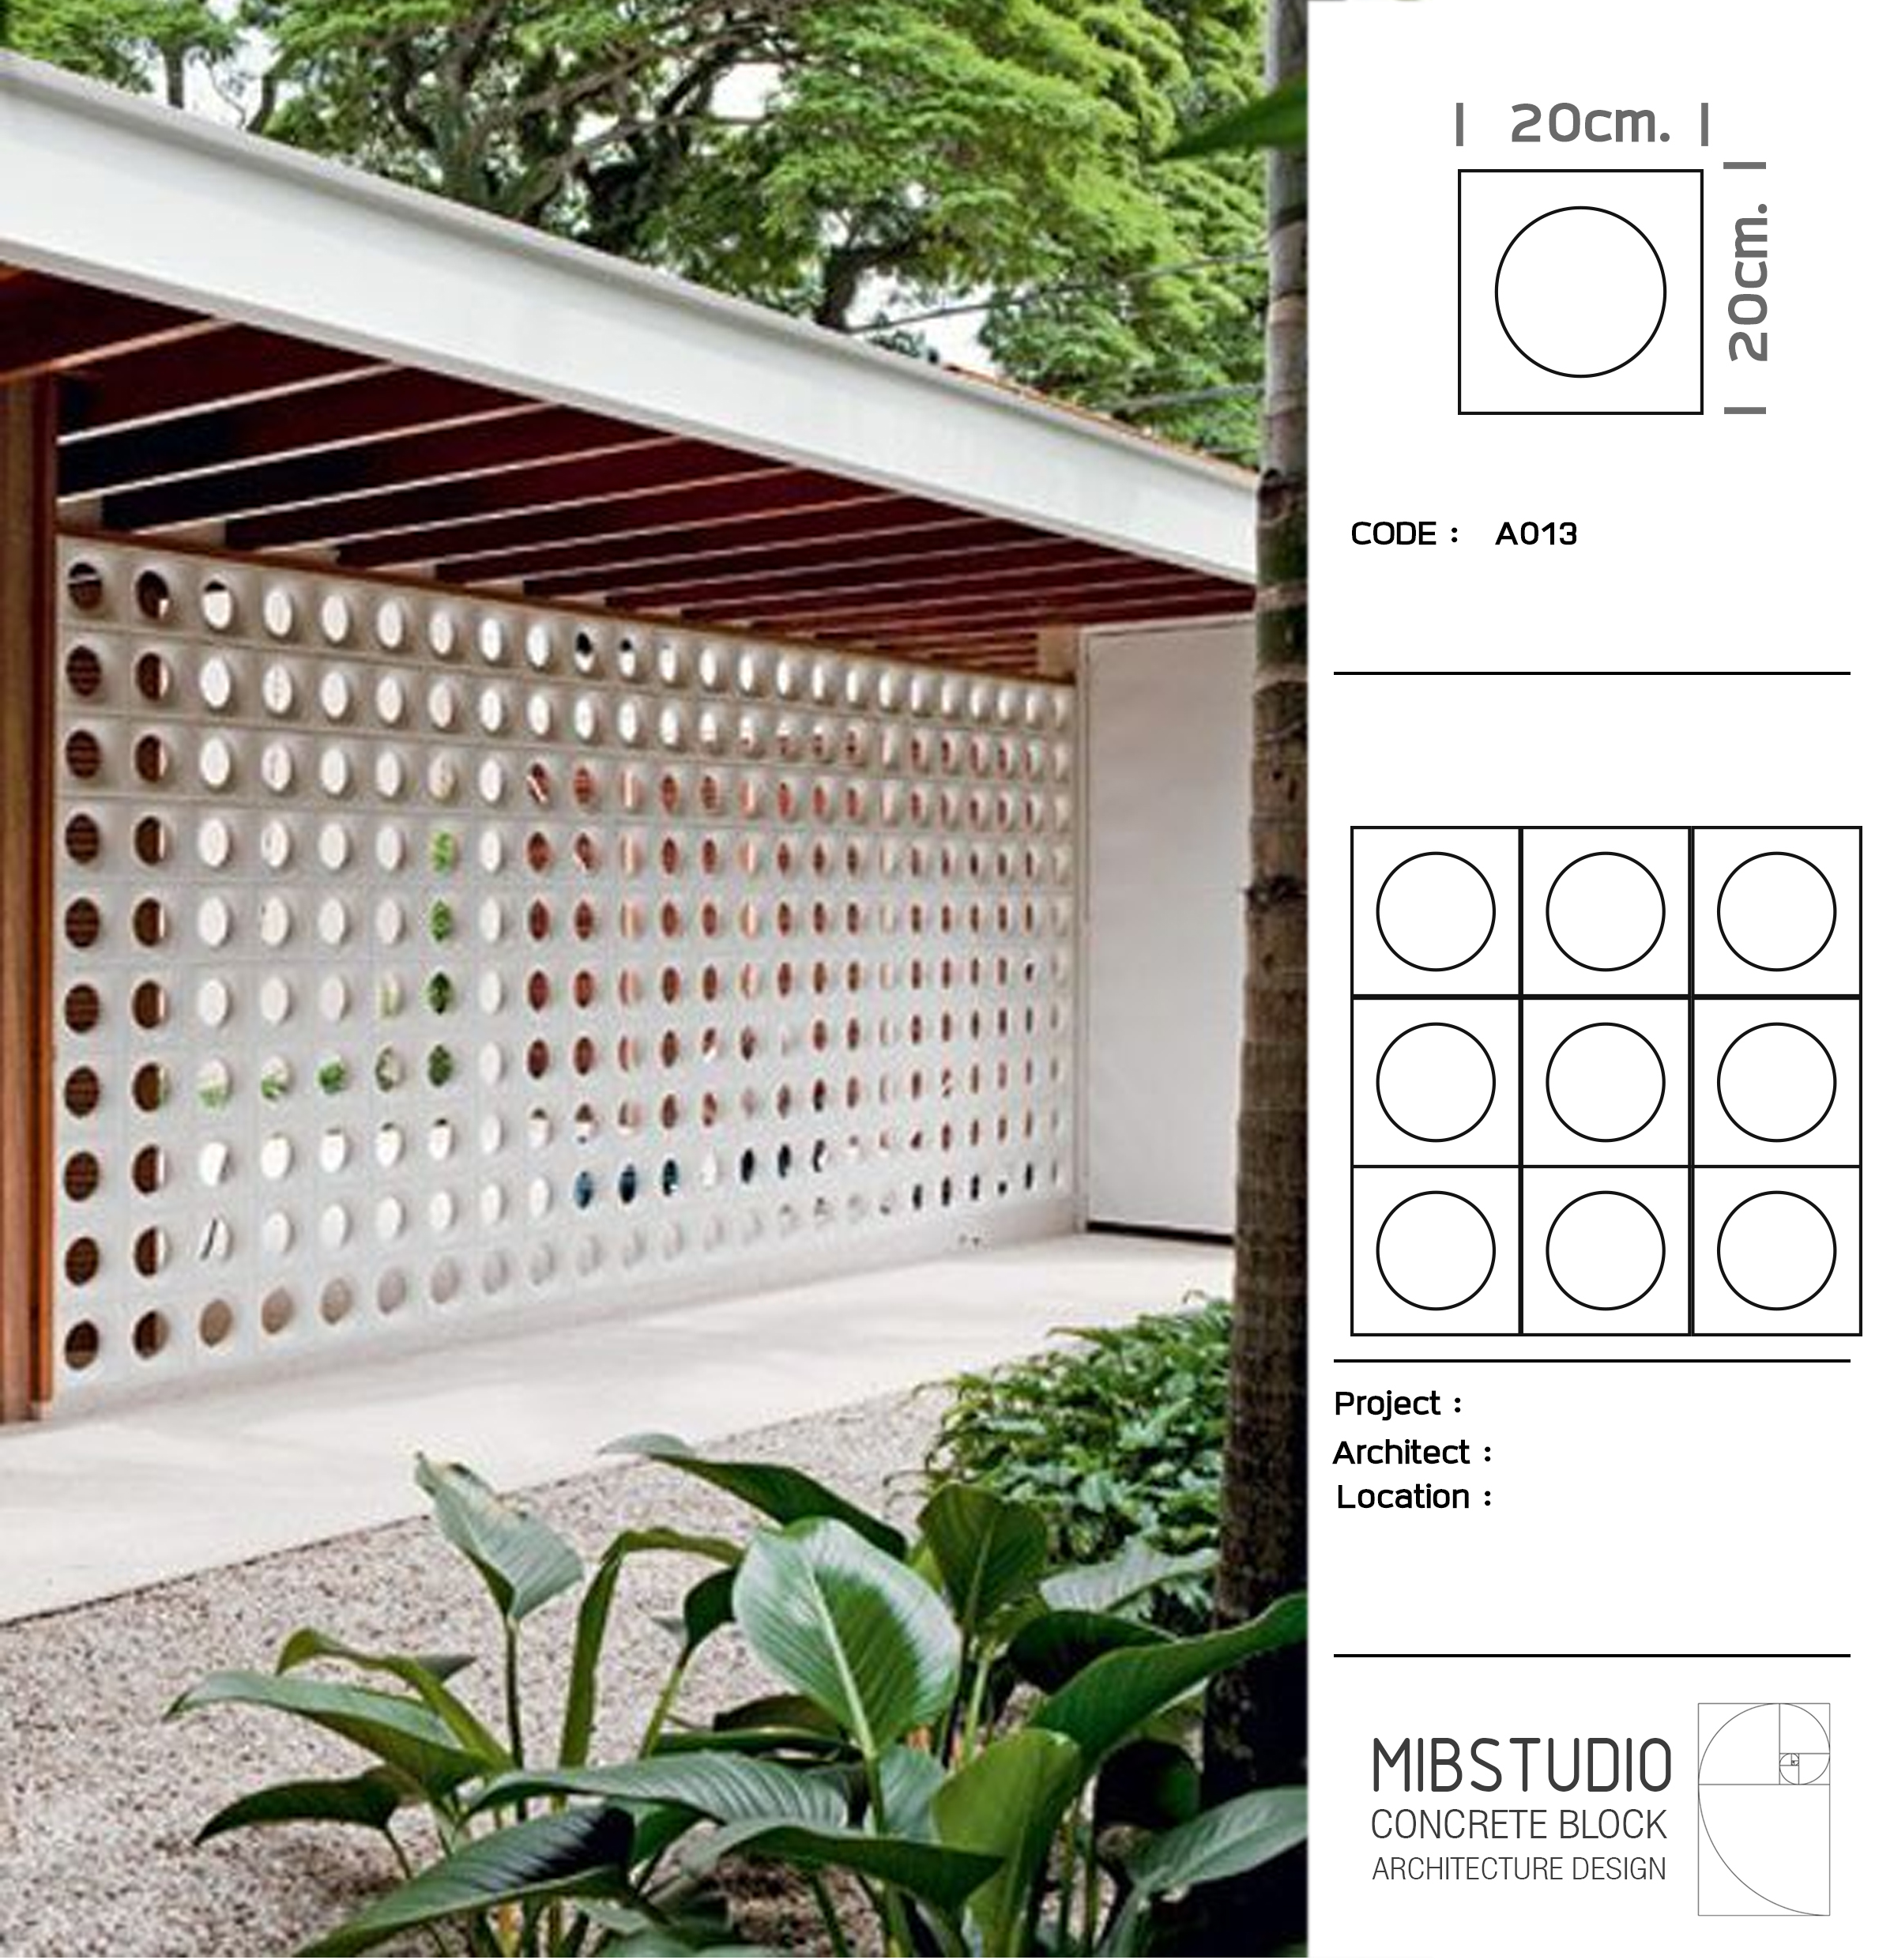 20cm.
20cm.
CODE : A013
Project :
Architect :
Location :
MIBSTUDIO
CONCRETE BLOCK
ARCHITECTURE DESIGN